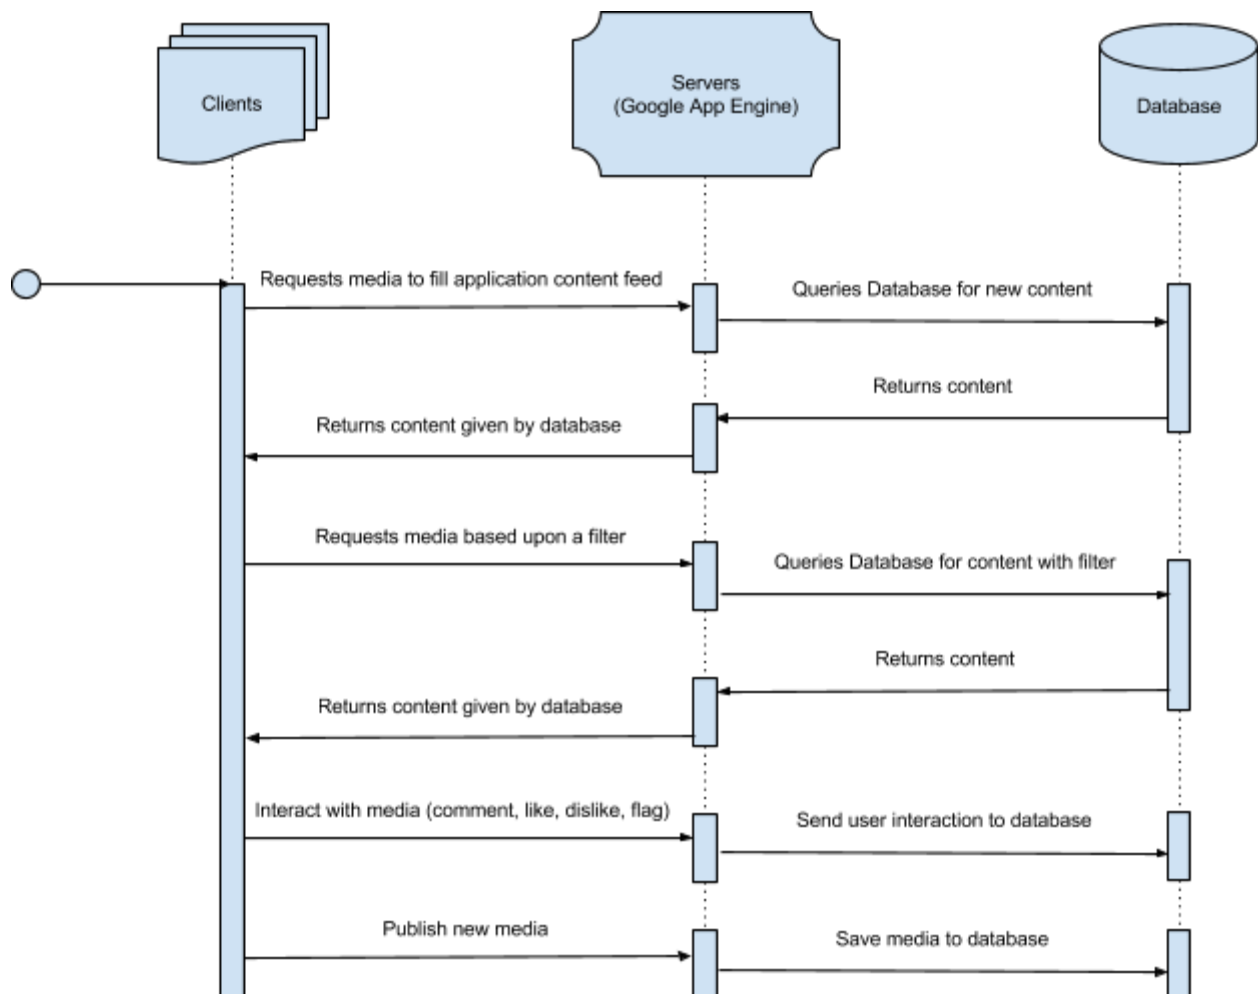 Clients
Servers
(Google App Engine)
Database
Requests media to fill application content feed
Queries Database for new content
Returns content
Returns content given by database
Requests media based upon a filter
Queries Database for content with filter
Returns content
Returns content given by database
Interact with media (comment, like, dislike, flag)
Send user interaction to database
Publish new media
Save media to database